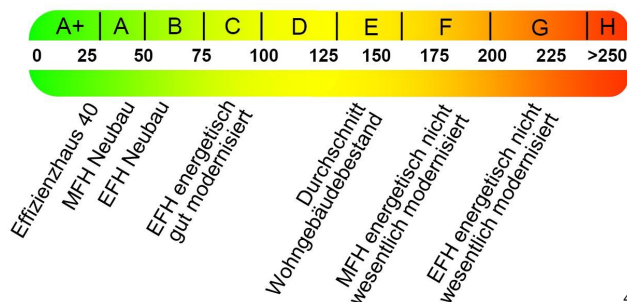 A+ A B C D E F G H
0 25 50 75 100 125 150 175 200 225 >250
Effizienzhaus 40
MFH Neubau
EFH Neubau
EFH energetisch
gut modernisiert
Durchschnitt
Wohngebäudebestand
MFH energetisch nicht
wesentlich modernisiert
EFH energetisch nicht
wesentlich modernisiert